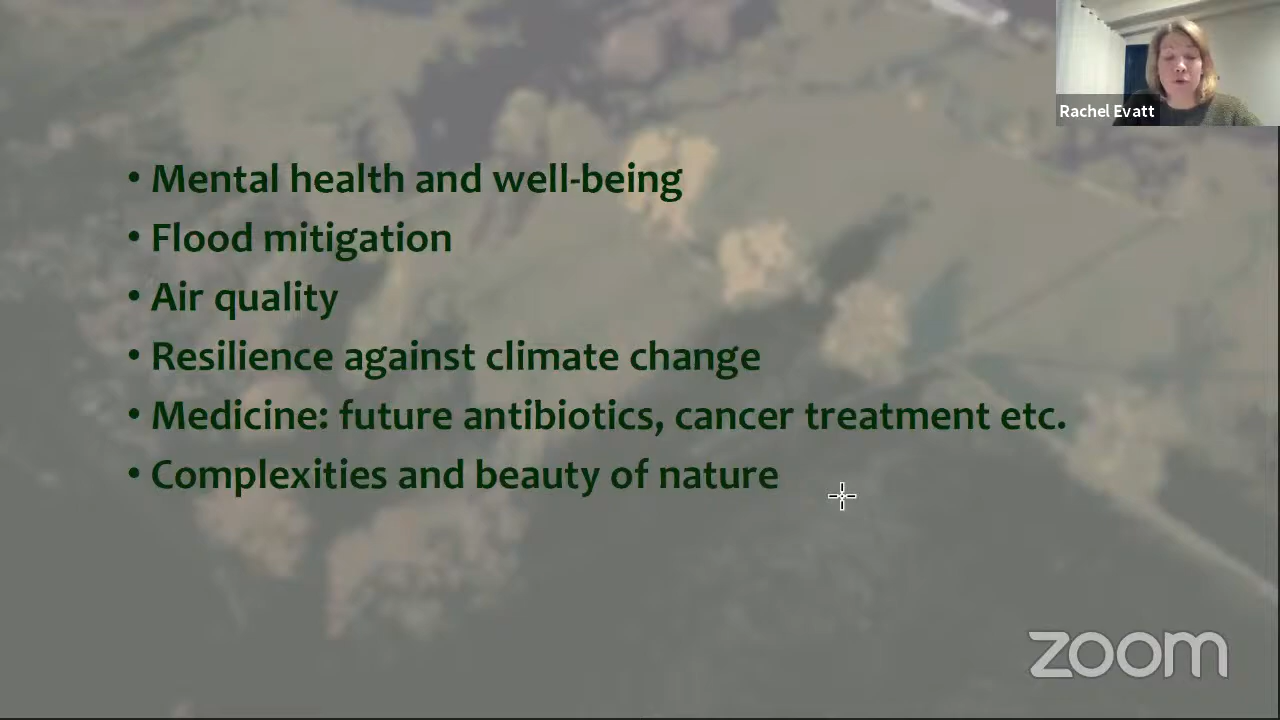 Rachel Evatt
• Mental health and well-being
• Flood mitigation
• Air quality
• Resilience against climate change
• Medicine: future antibiotics, cancer treatment etc.
• Complexities and beauty of nature
zoom